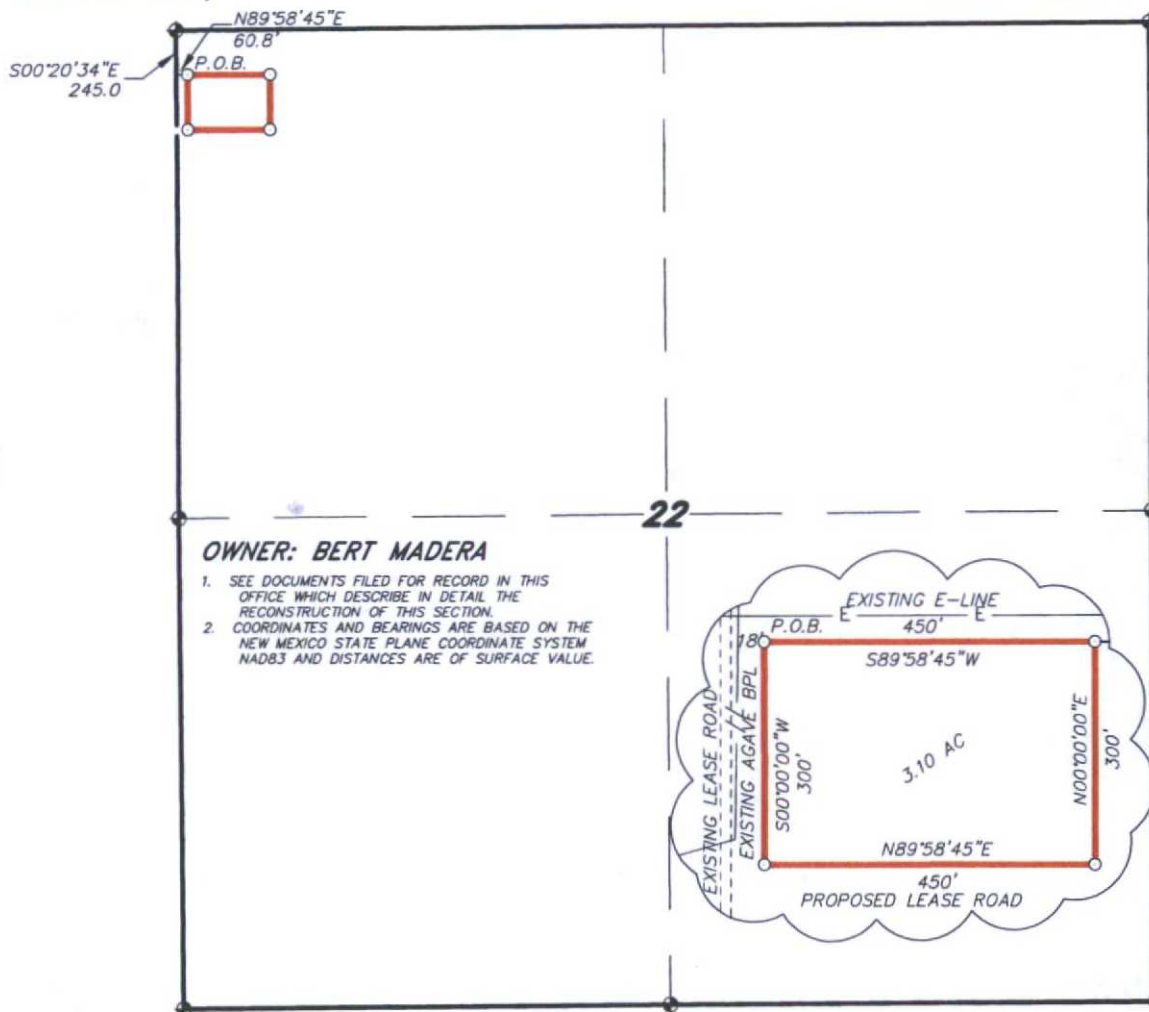 N89°58'45"E
60.8'
S00°20'34"E
245.0
P.O.B.
22
OWNER: BERT MADERA
1. SEE DOCUMENTS FILED FOR RECORD IN THIS
OFFICE WHICH DESCRIBE IN DETAIL THE
RECONSTRUCTION OF THIS SECTION.
2. COORDINATES AND BEARINGS ARE BASED ON THE
NEW MEXICO STATE PLANE COORDINATE SYSTEM
NAD83 AND DISTANCES ARE OF SURFACE VALUE.
EXISTING E-LINE
E E
P.O.B. 450'
18'
S89°58'45"W
EXISTING LEASE ROAD
EXISTING AGAVE BPL
S00°00'00"W
300'
3.10 AC
N00°00'00"E
300'
N89°58'45"E
450'
PROPOSED LEASE ROAD